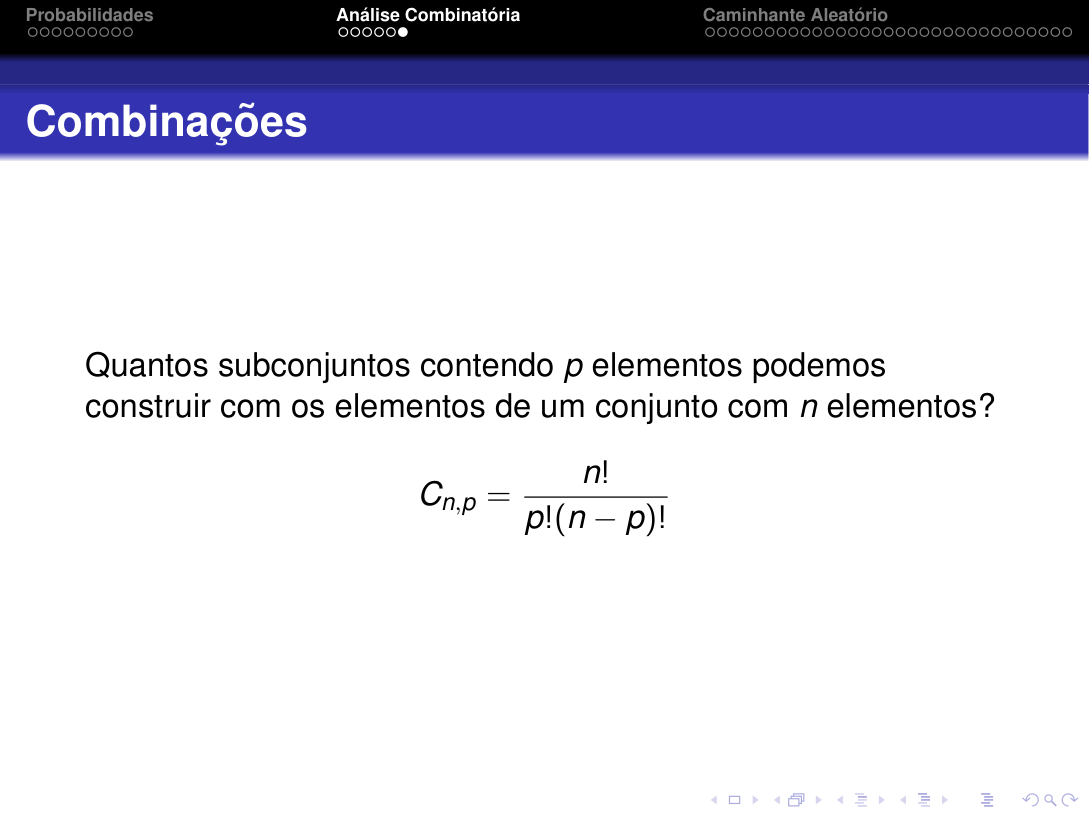 Probabilidades
Análise Combinatória
Caminhante Aleatório
Combinações
Quantos subconjuntos contendo p elementos podemos
construir com os elementos de um conjunto com n elementos?
C_{n,p} = \frac{n!}{p!(n − p)!}